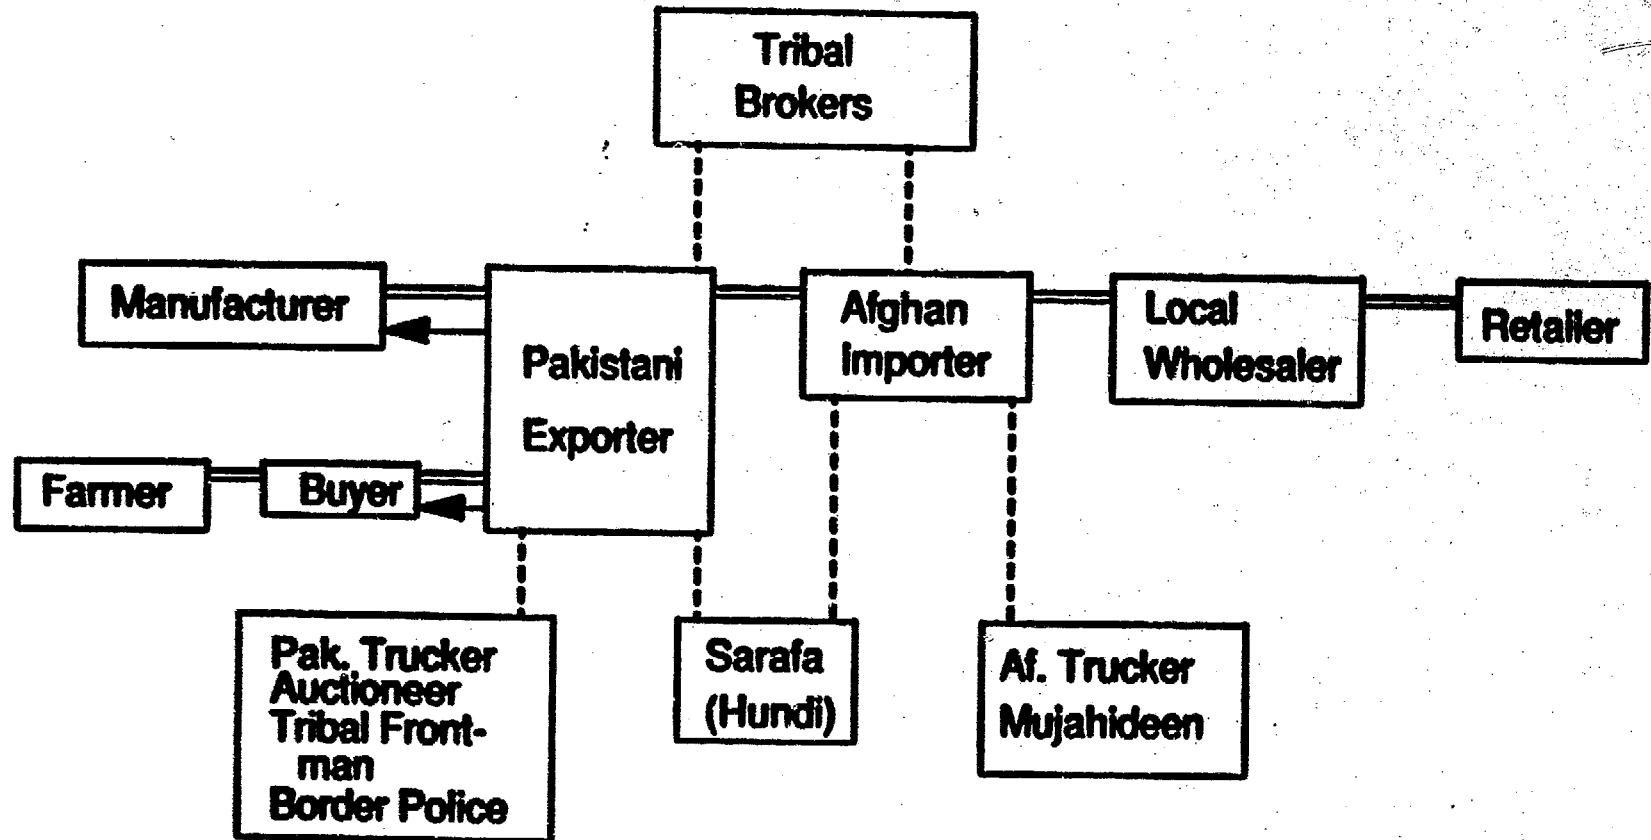 Tribal
Brokers
Manufacturer
Pakistani
Exporter
Afghan
Importer
Local
Wholesaler
Retailer
Farmer
Buyer
Pak. Trucker
Auctioneer
Tribal Front-
man
Border Police
Sarafa
(Hundi)
Af. Trucker
Mujahideen